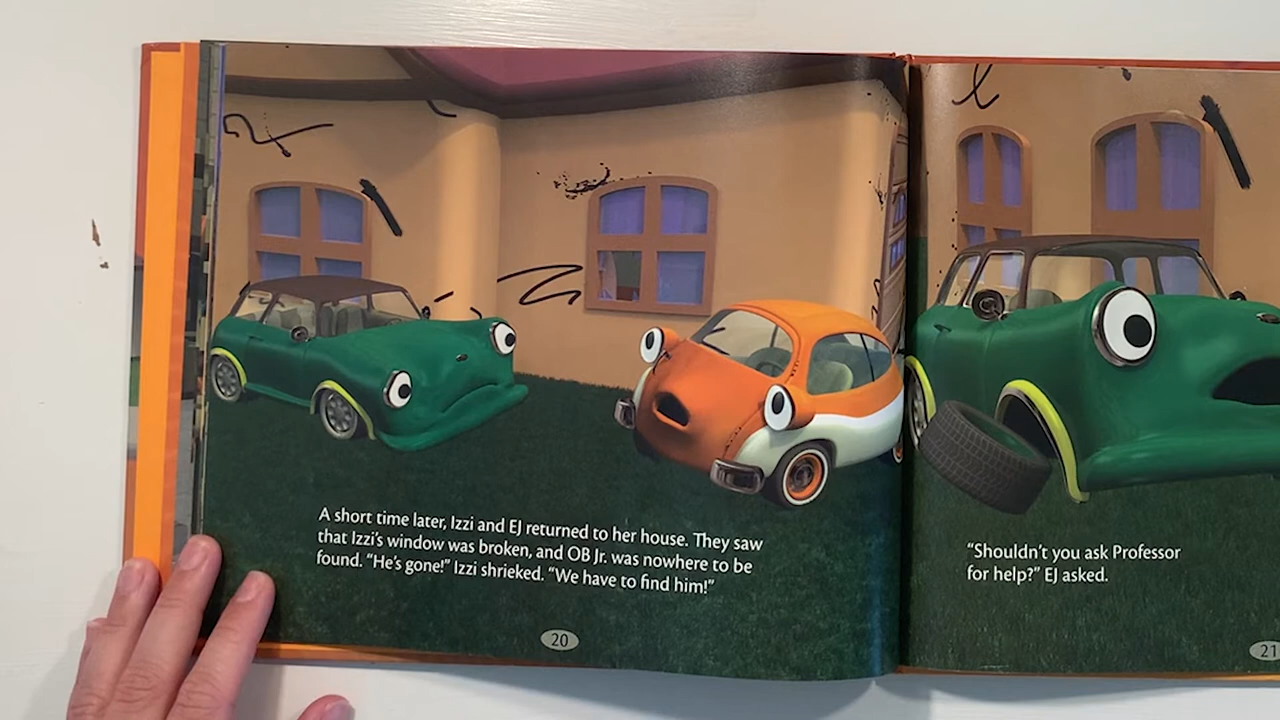 A short time later, Izzi and EJ returned to her house. They saw
that Izzi's window was broken, and OB Jr. was nowhere to be
found. “He's gone!” Izzi shrieked. “We have to find him!”
20
“Shouldn't you ask Professor
for help?” EJ asked.
21